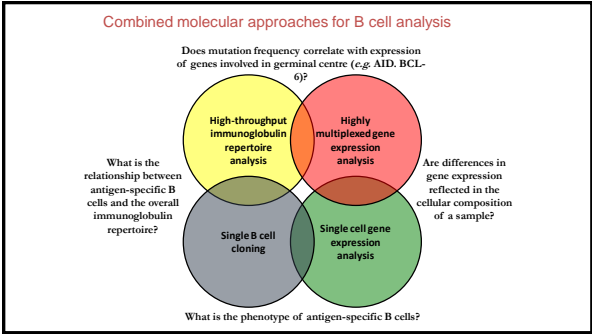 Combined molecular approaches for B cell analysis
Does mutation frequency correlate with expression
of genes involved in germinal centre (e.g. AID. BCL-
6)?
High-throughput
immunoglobulin
repertoire
analysis
Highly
multiplexed gene
expression
analysis
What is the
relationship between
antigen-specific B
cells and the overall
immunoglobulin
repertoire?
Are differences in
gene expression
reflected in the
cellular composition
of a sample?
Single B cell
cloning
Single cell gene
expression
analysis
What is the phenotype of antigen-specific B cells?